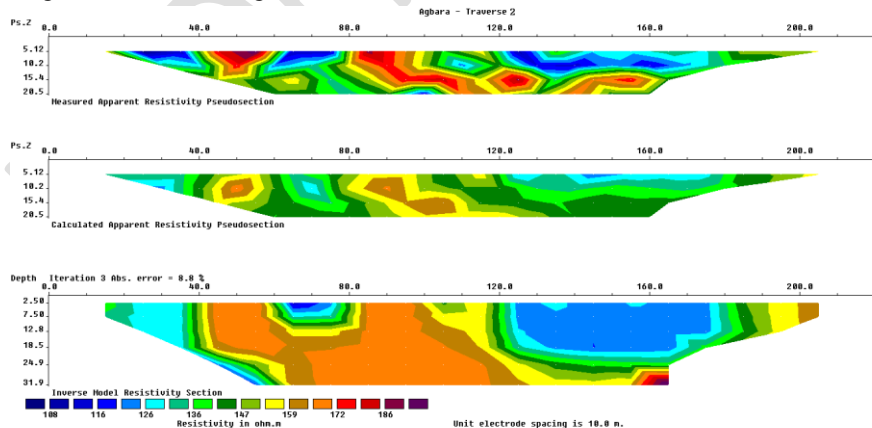 Agbara - Traverse 2
Ps.Z 0.0 40.0 80.0 120.0 160.0 200.0
5.12
10.2
15.4
20.5
Measured Apparent Resistivity Pseudosection
Ps.Z 0.0 40.0 80.0 120.0 160.0 200.0
5.12
10.2
15.4
20.5
Calculated Apparent Resistivity Pseudosection
Depth Iteration 3 Abs. error = 8.8 %
0.0 40.0 80.0 120.0 160.0 200.0
2.50
7.50
12.8
18.5
24.9
31.9
Inverse Model Resistivity Section
108 116 126 136 147 159 172 186
Resistivity in ohm.m Unit electrode spacing is 10.0 m.